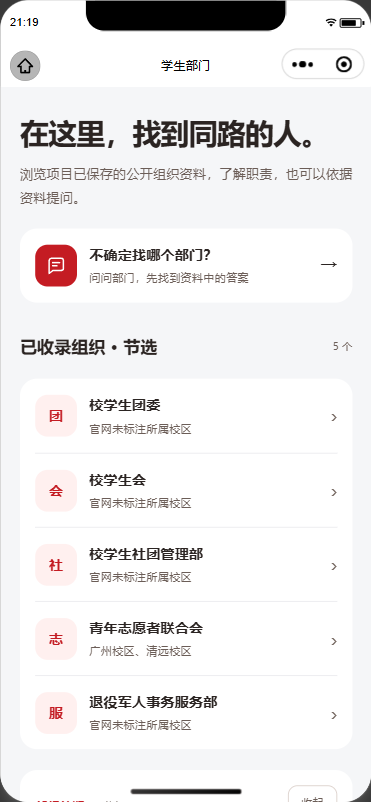 21:19
学生部门
在这里，找到同路的人。
浏览项目已保存的公开组织资料，了解职责，也可以依据
资料提问。
不确定找哪个部门？
问问部门，先找到资料中的答案
已收录组织·节选
5 个
团
校学生团委
官网未标注所属校区
会
校学生会
官网未标注所属校区
社
校学生社团管理部
官网未标注所属校区
志
青年志愿者联合会
广州校区、清远校区
服
退役军人事务服务部
官网未标注所属校区